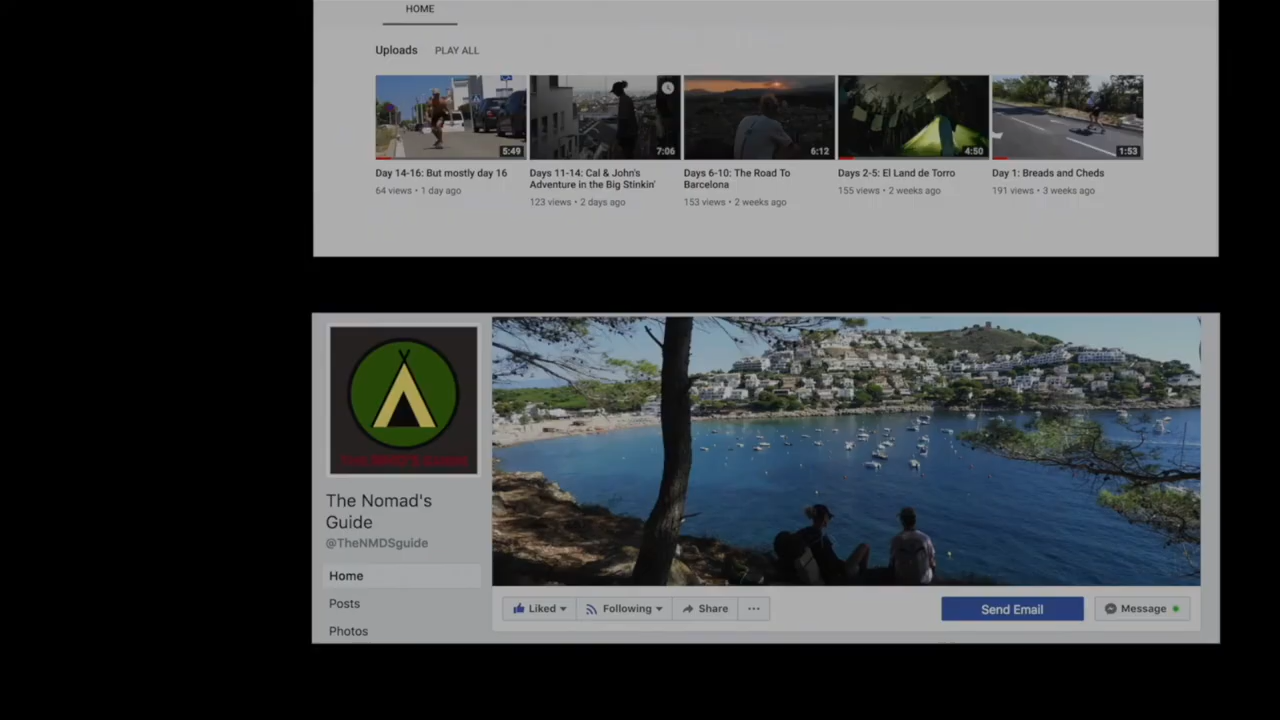 HOME
Uploads PLAY ALL
5:49 7:06 6:12 4:50 1:53
Day 14-16: But mostly day 16
64 views • 1 day ago
Days 11-14: Cal & John's
Adventure in the Big Stinkin'
123 views • 2 days ago
Days 6-10: The Road To
Barcelona
153 views • 2 weeks ago
Days 2-5: El Land de Torro
155 views • 2 weeks ago
Day 1: Breads and Cheds
191 views • 3 weeks ago
THE NMD'S GUIDE
The Nomad's
Guide
@TheNMDSguide
Home
Posts
Photos
Liked Following Share ... Send Email Message